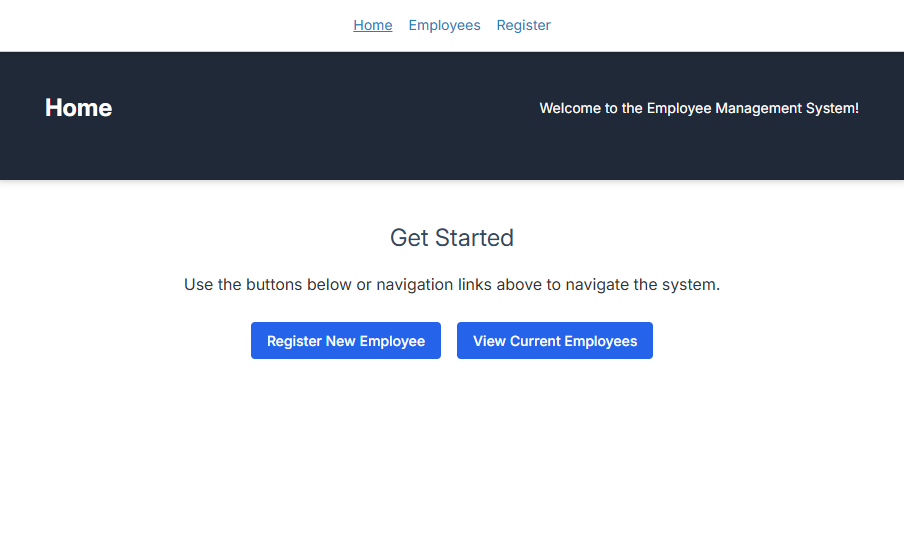 Home Employees Register
Home
Welcome to the Employee Management System!
Get Started
Use the buttons below or navigation links above to navigate the system.
Register New Employee View Current Employees